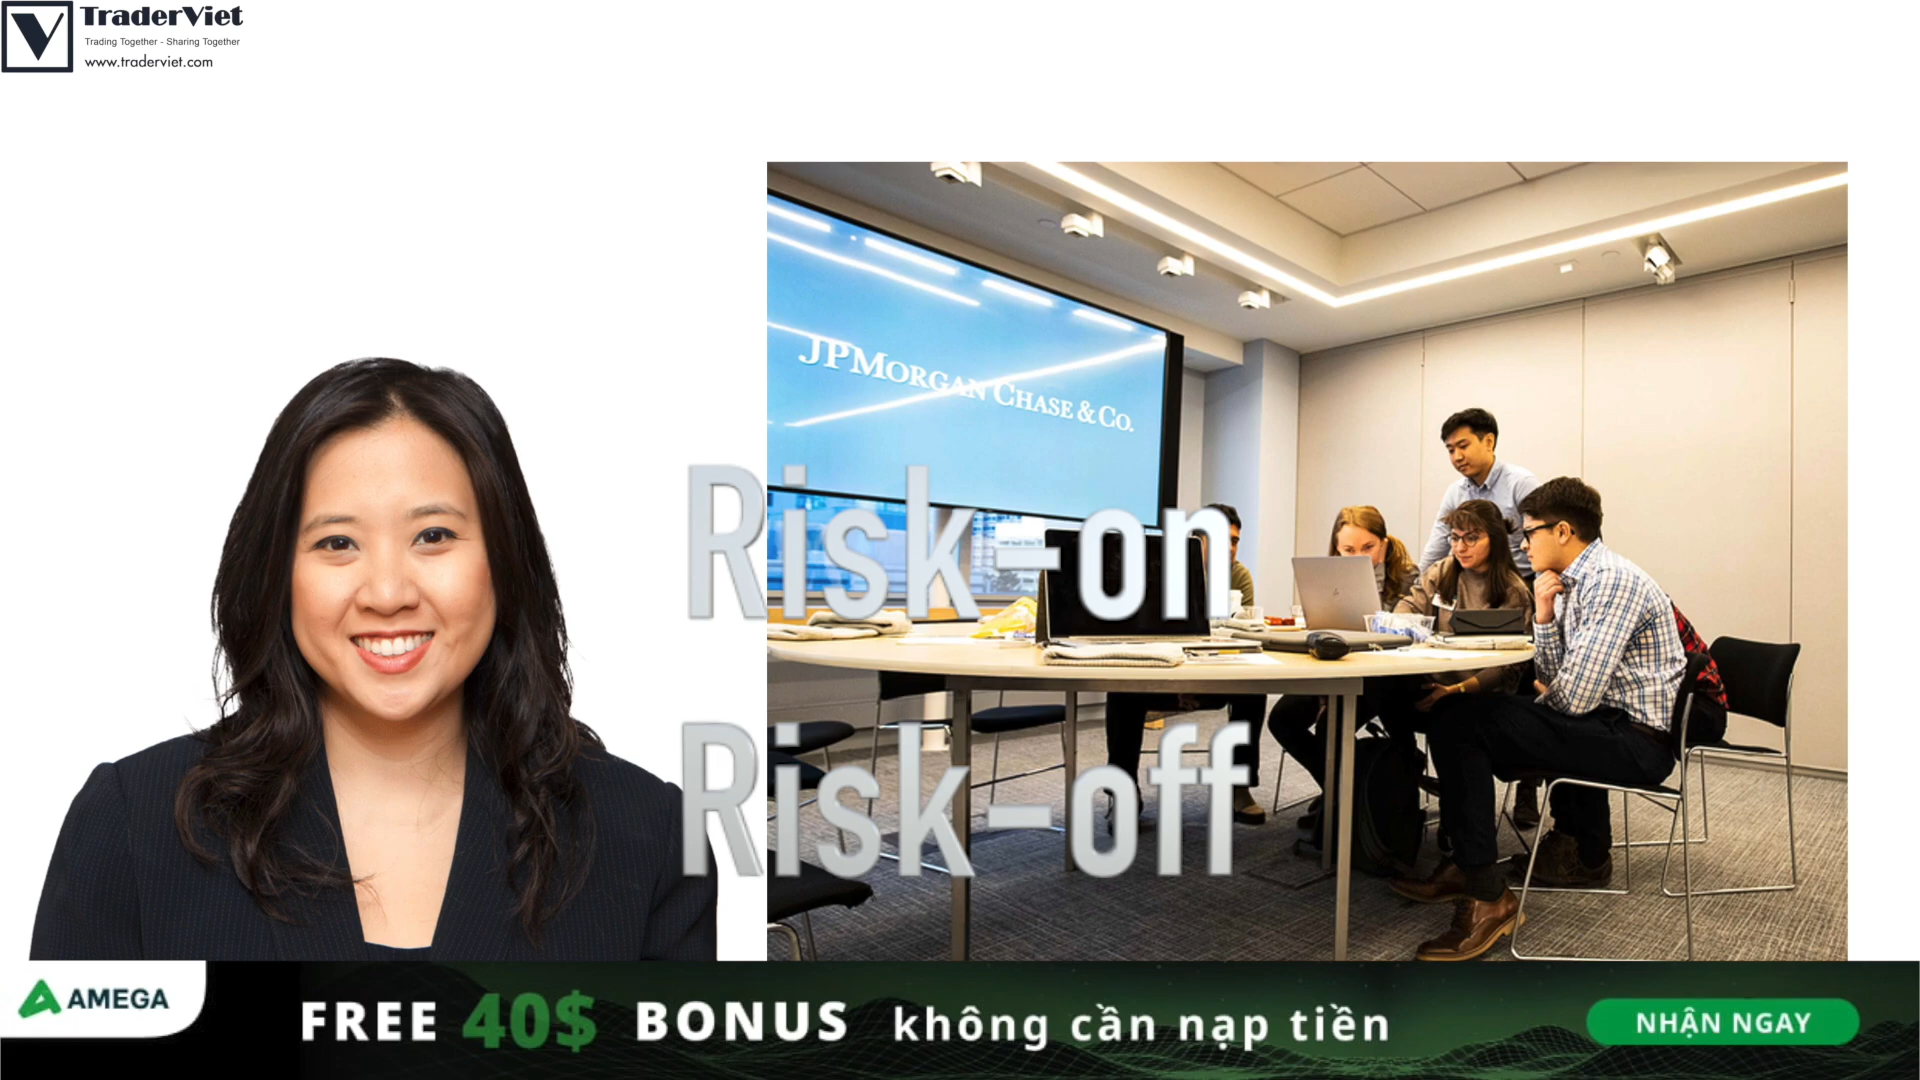 TraderViet
Trading Together - Sharing Together
www.traderviet.com
JPMORGAN CHASE & CO.
Risk-on
Risk-off
AMEGA
FREE 40$ BONUS không cần nạp tiền
NHẬN NGAY